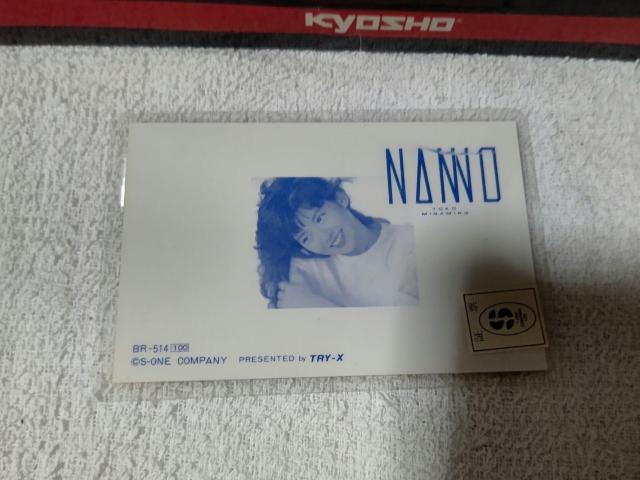 KYOSHO
NANNO
YOKO
MINAMINO
BR-514 100
©S-ONE COMPANY PRESENTED by TRY-X